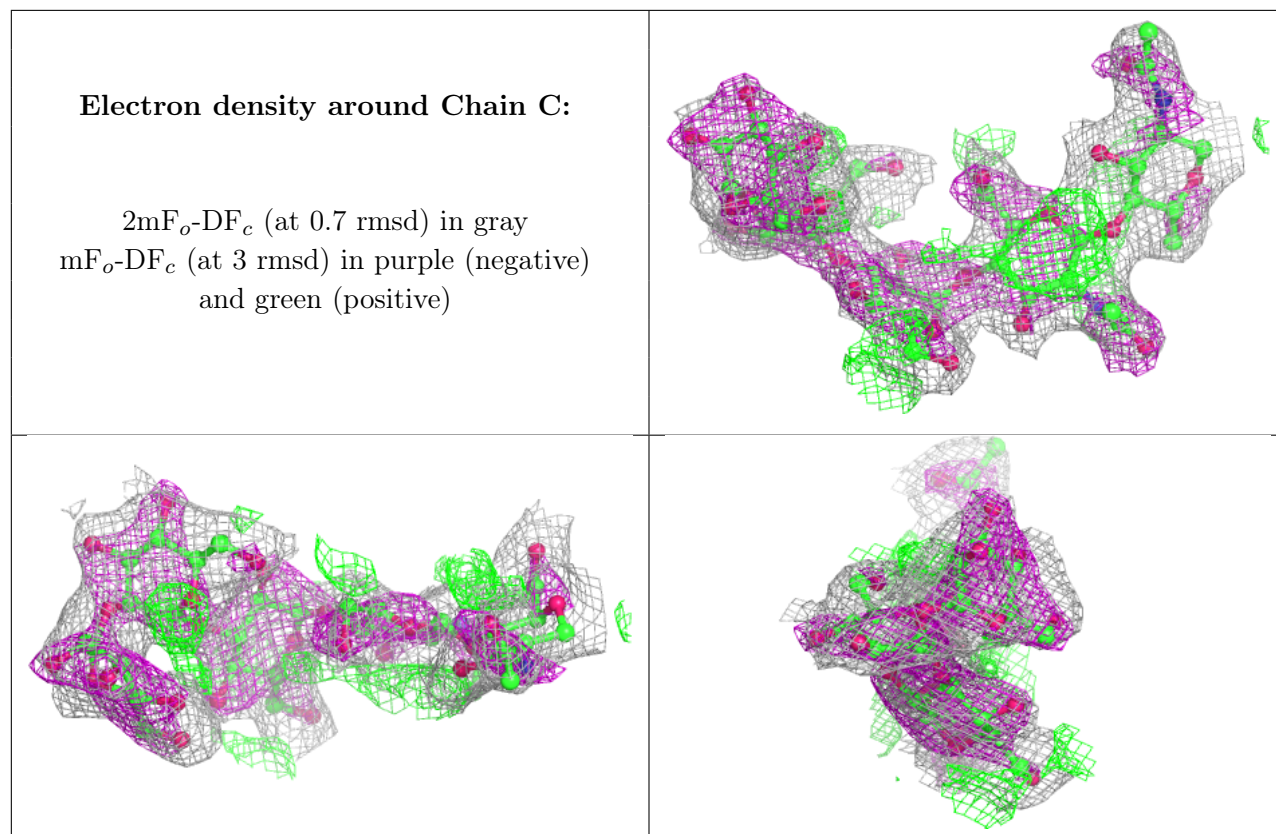 Electron density around Chain C:
2mFo-DFc (at 0.7 rmsd) in gray
mFo-DFc (at 3 rmsd) in purple (negative)
and green (positive)